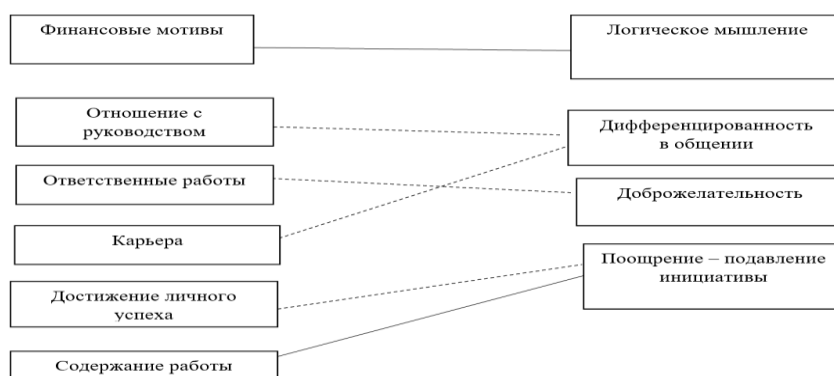 Финансовые мотивы
Логическое мышление
Отношение с
руководством
Дифференцированность
в общении
Ответственные работы
Доброжелательность
Карьера
Поощрение – подавление
инициативы
Достижение личного
успеха
Содержание работы